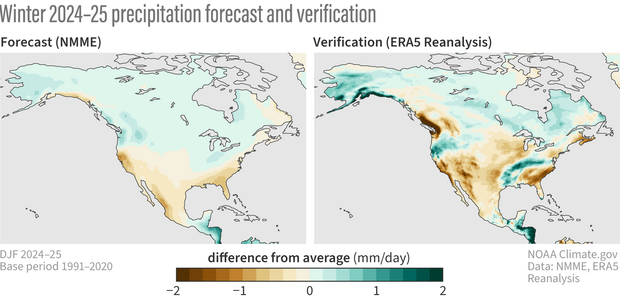 Winter 2024–25 precipitation forecast and verification
Forecast (NMME)
Verification (ERA5 Reanalysis)
DJF 2024–25
Base period 1991–2020
difference from average (mm/day)
−2 −1 0 1 2
NOAA Climate.gov
Data: NMME, ERA5
Reanalysis